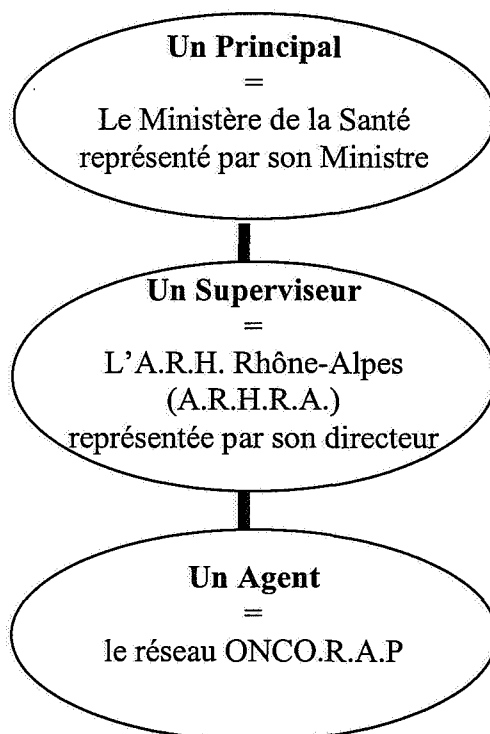 Un Principal
=
Le Ministère de la Santé
représenté par son Ministre
Un Superviseur
=
L'A.R.H. Rhône-Alpes
(A.R.H.R.A.)
représentée par son directeur
Un Agent
=
le réseau ONCO.R.A.P